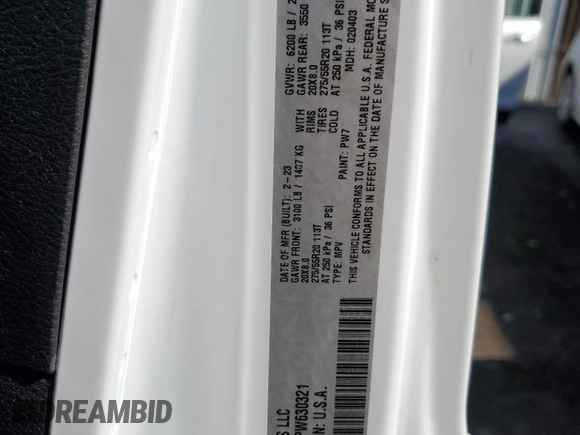 DATE OF MFR (BUILT): 2-23 GVWR: 6200 LB /
GAWR FRONT: 3100 LB / 1407 KG WITH GAWR REAR: 3550
20X8.0 RIMS 20X8.0
275/55R20 113T TIRES 275/55R20 113T
AT 250 kPa / 36 PSI COLD AT 250 kPa / 36 PSI
TYPE: MPV PAINT: PW7 MDH: 020403
THIS VEHICLE CONFORMS TO ALL APPLICABLE U.S.A. FEDERAL
STANDARDS IN EFFECT ON THE DATE OF MANUFACTURE
LLC
PW630321
U.S.A.
IDREAMBID